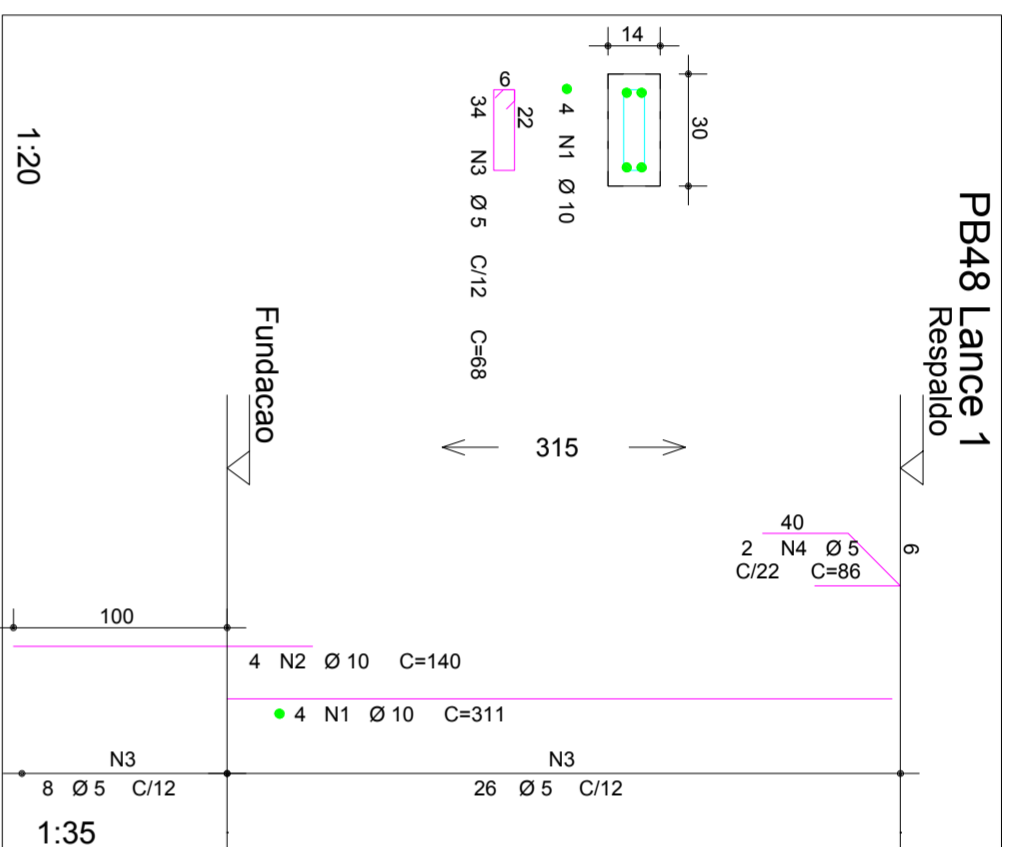 PB48 Lance 1
Respaldo
14
30
4 N1 Ø 10
6
22
34 N3 Ø 5 C/12 C=68
1:20
Fundacao
315
40
6
2 N4 Ø 5
C/22 C=86
100
4 N2 Ø 10 C=140
4 N1 Ø 10 C=311
N3
8 Ø 5 C/12
N3
26 Ø 5 C/12
1:35